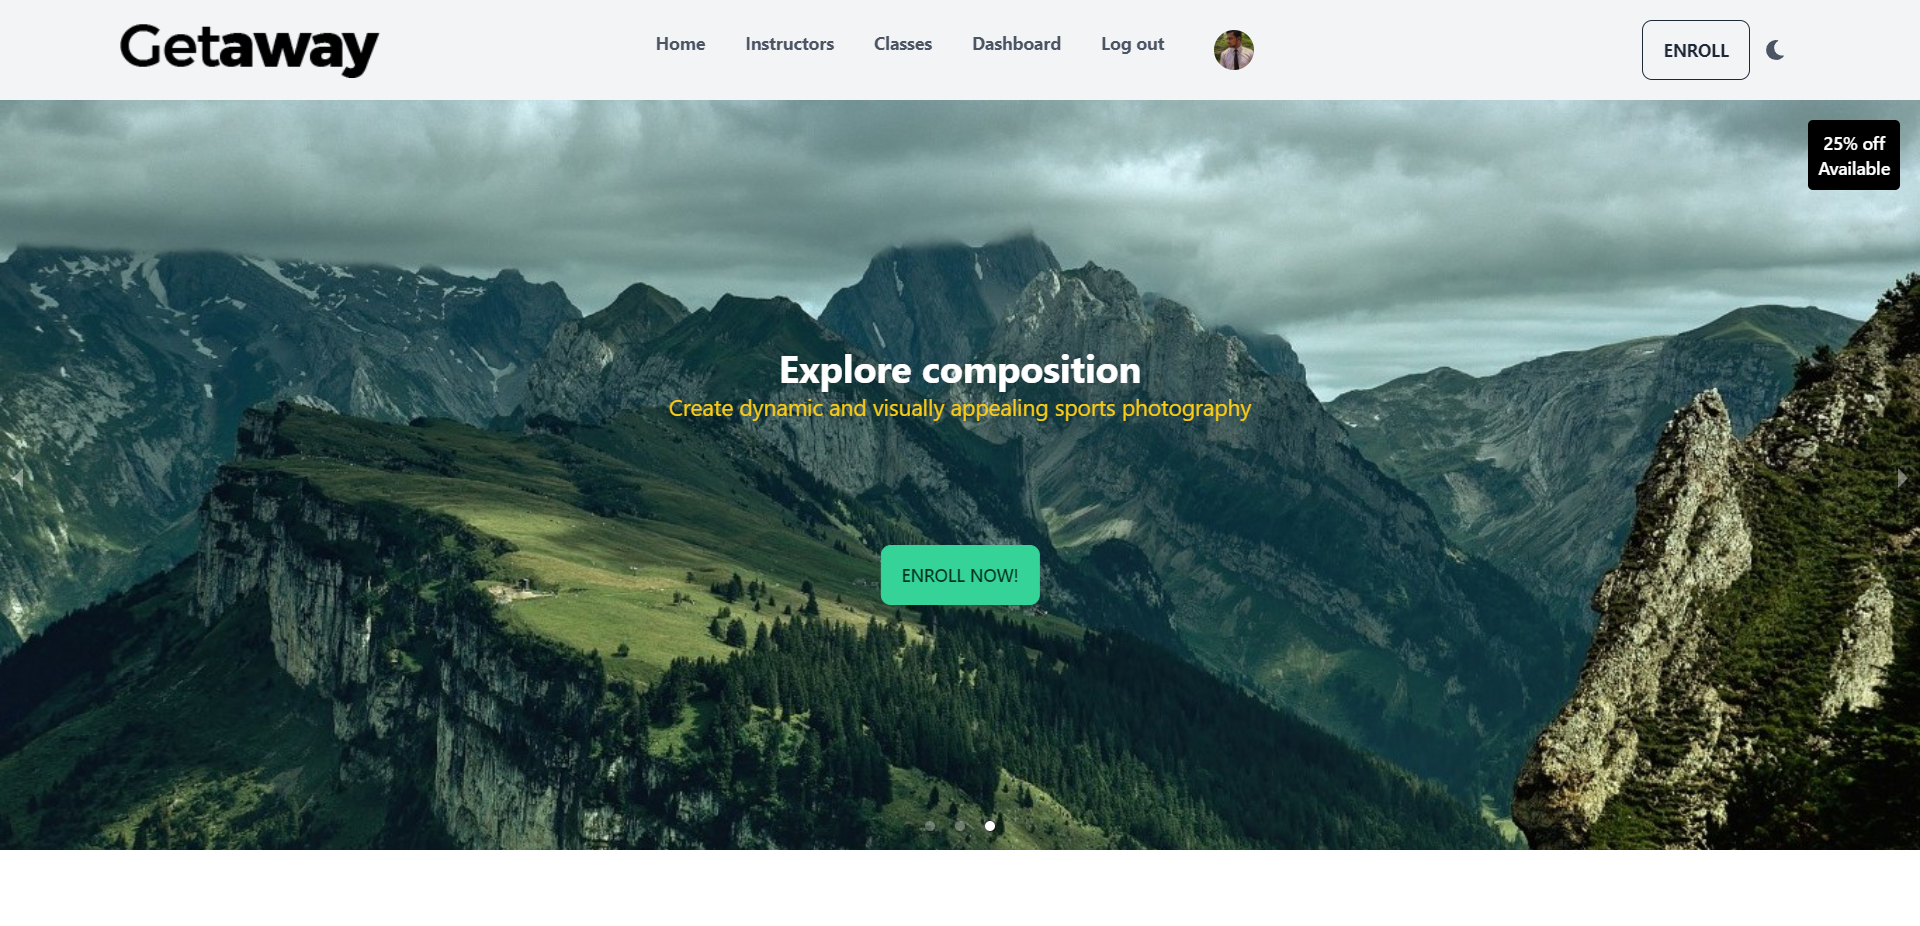 Getaway
Home
Instructors
Classes
Dashboard
Log out
ENROLL
25% off
Available
Explore composition
Create dynamic and visually appealing sports photography
ENROLL NOW!